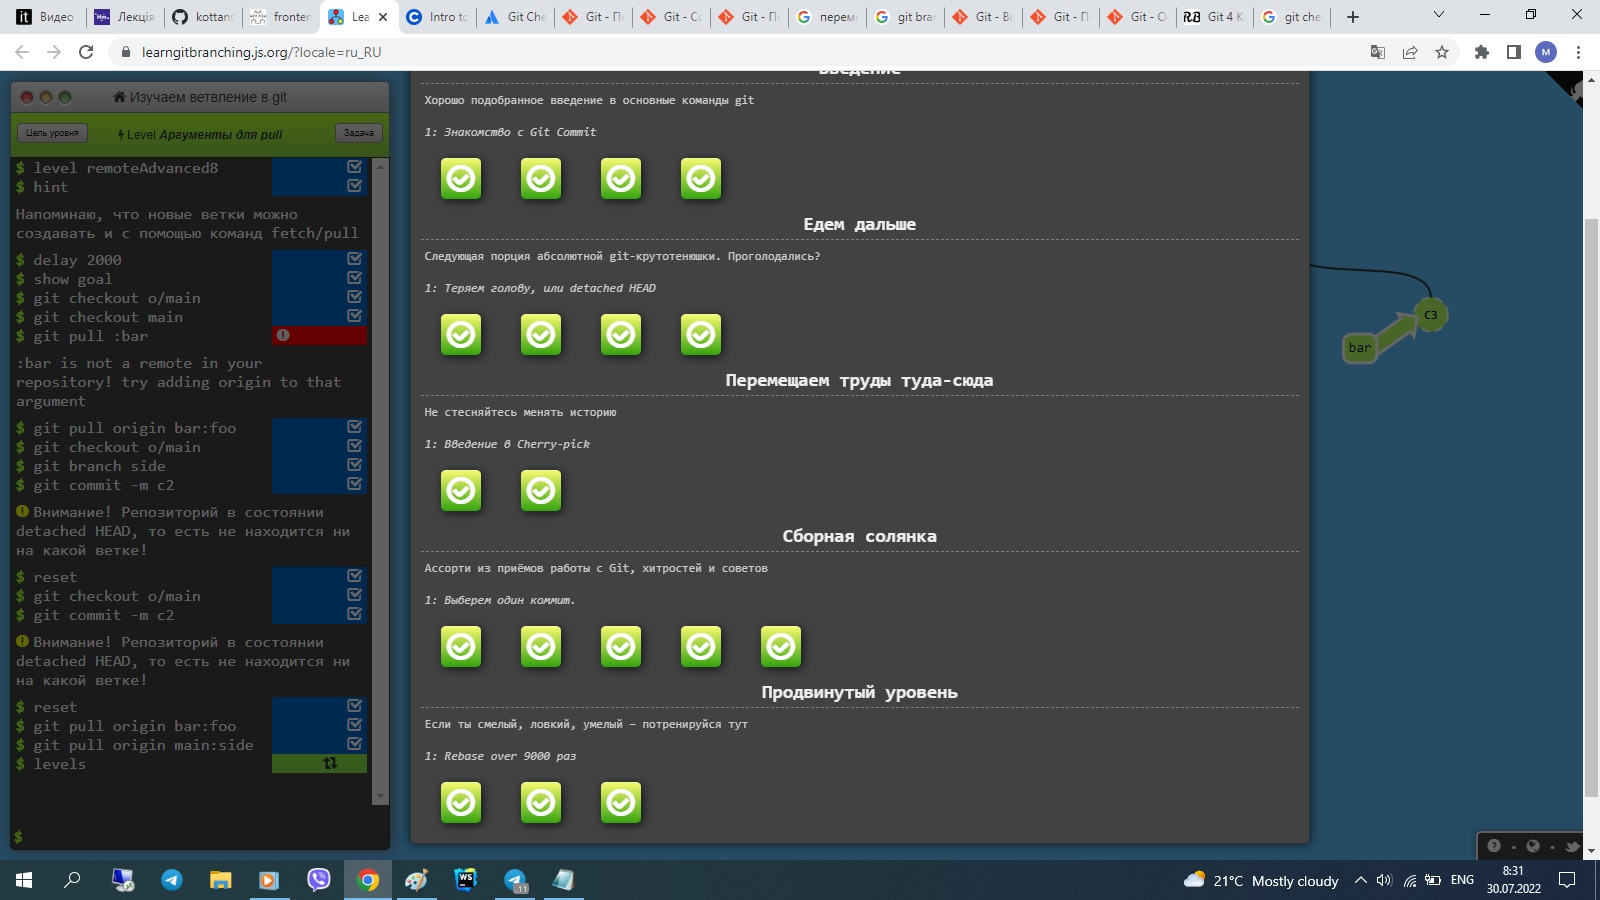 Видео
Лекція
kottan
fronten
Lea
Intro to
Git Che
Git - П
Git - Co
Git - П
перем
git bra
Git - Br
Git - П
Git - O
Git 4 K
git che
learngitbranching.js.org/?locale=ru_RU
M
Изучаем ветвление в git
Цель уровня
Level Аргументы для pull
Задача
$ level remoteAdvanced8
$ hint
Напоминаю, что новые ветки можно
создавать и с помощью команд fetch/pull
$ delay 2000
$ show goal
$ git checkout o/main
$ git checkout main
$ git pull :bar
:bar is not a remote in your
repository! try adding origin to that
argument
$ git pull origin bar:foo
$ git checkout o/main
$ git branch side
$ git commit -m c2
Внимание! Репозиторий в состоянии
detached HEAD, то есть не находится ни
на какой ветке!
$ reset
$ git checkout o/main
$ git commit -m c2
Внимание! Репозиторий в состоянии
detached HEAD, то есть не находится ни
на какой ветке!
$ reset
$ git pull origin bar:foo
$ git pull origin main:side
$ levels
$
Введение
Хорошо подобранное введение в основные команды git
1: Знакомство с Git Commit
Едем дальше
Следующая порция абсолютной git-крутотенюшки. Проголодались?
1: Теряем голову, или detached HEAD
Перемещаем труды туда-сюда
Не стесняйтесь менять историю
1: Введение в Cherry-pick
Сборная солянка
Ассорти из приёмов работы с Git, хитростей и советов
1: Выберем один коммит.
Продвинутый уровень
Если ты смелый, ловкий, умелый – потренируйся тут
1: Rebase over 9000 раз
C3
bar
21°C Mostly cloudy
ENG
8:31
30.07.2022